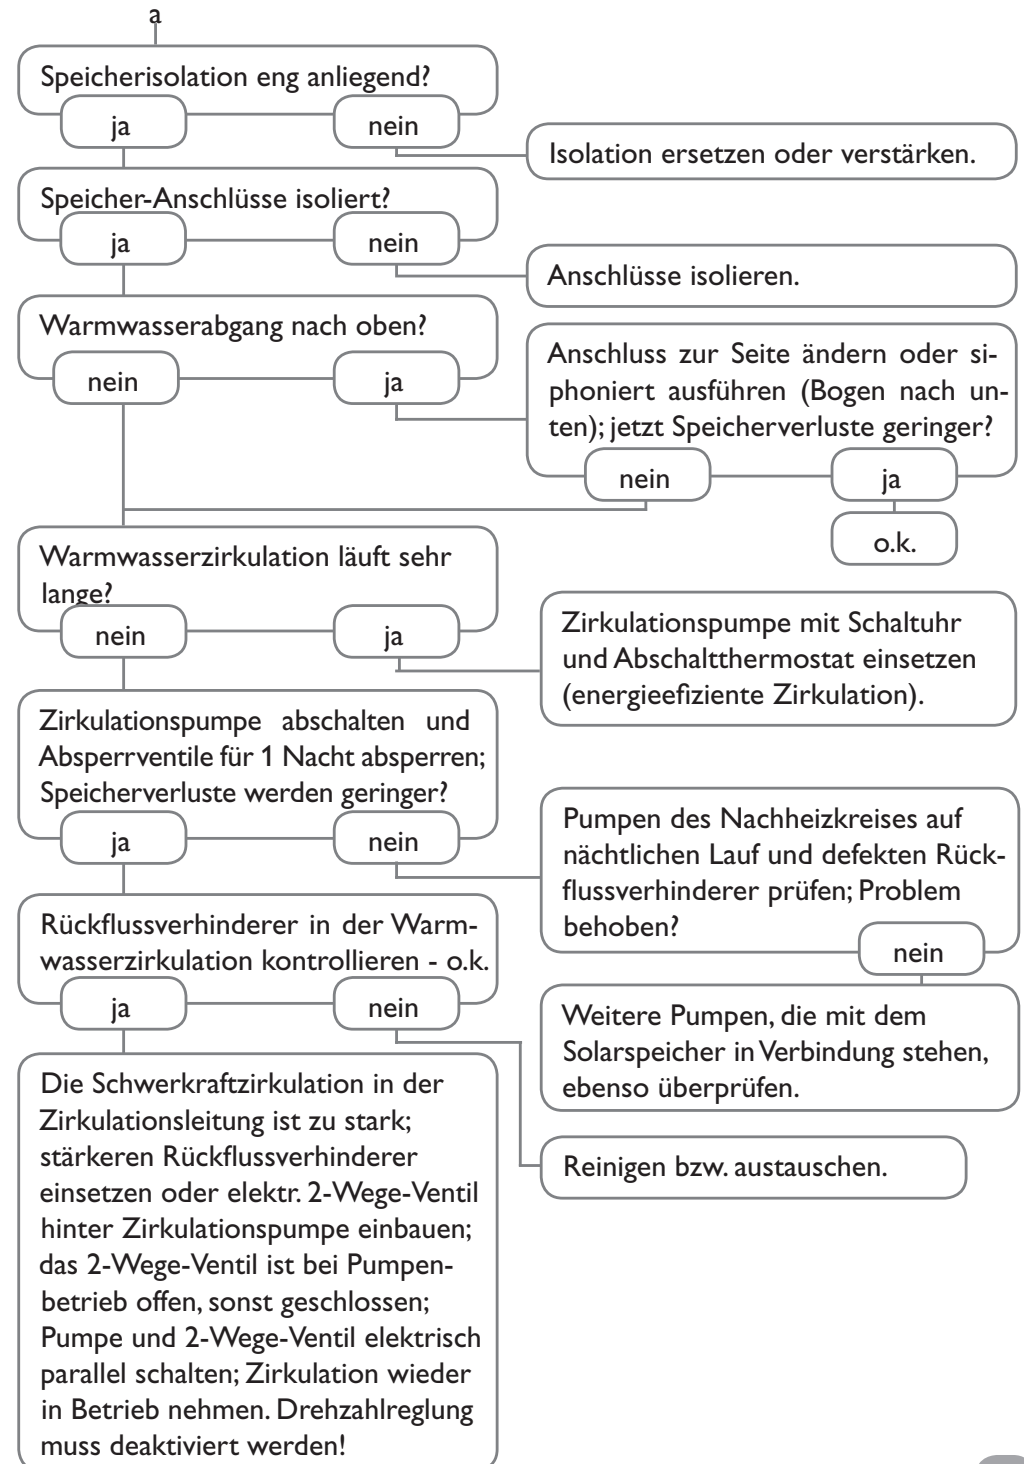 a
Speicherisolation eng anliegend?
ja
nein
Isolation ersetzen oder verstärken.
Speicher-Anschlüsse isoliert?
ja
nein
Anschlüsse isolieren.
Warmwasserabgang nach oben?
nein
ja
Anschluss zur Seite ändern oder si-
phoniert ausführen (Bogen nach un-
ten); jetzt Speicherverluste geringer?
nein
ja
o.k.
Warmwasserzirkulation läuft sehr
lange?
nein
ja
Zirkulationspumpe mit Schaltuhr
und Abschaltthermostat einsetzen
(energieefiziente Zirkulation).
Zirkulationspumpe abschalten und
Absperrventile für 1 Nacht absperren;
Speicherverluste werden geringer?
ja
nein
Pumpen des Nachheizkreises auf
nächtlichen Lauf und defekten Rück-
flussverhinderer prüfen; Problem
behoben?
nein
Rückflussverhinderer in der Warm-
wasserzirkulation kontrollieren - o.k.
ja
nein
Weitere Pumpen, die mit dem
Solarspeicher in Verbindung stehen,
ebenso überprüfen.
Die Schwerkraftzirkulation in der
Zirkulationsleitung ist zu stark;
stärkeren Rückflussverhinderer
einsetzen oder elektr. 2-Wege-Ventil
hinter Zirkulationspumpe einbauen;
das 2-Wege-Ventil ist bei Pumpen-
betrieb offen, sonst geschlossen;
Pumpe und 2-Wege-Ventil elektrisch
parallel schalten; Zirkulation wieder
in Betrieb nehmen. Drehzahlreglung
muss deaktiviert werden!
Reinigen bzw. austauschen.